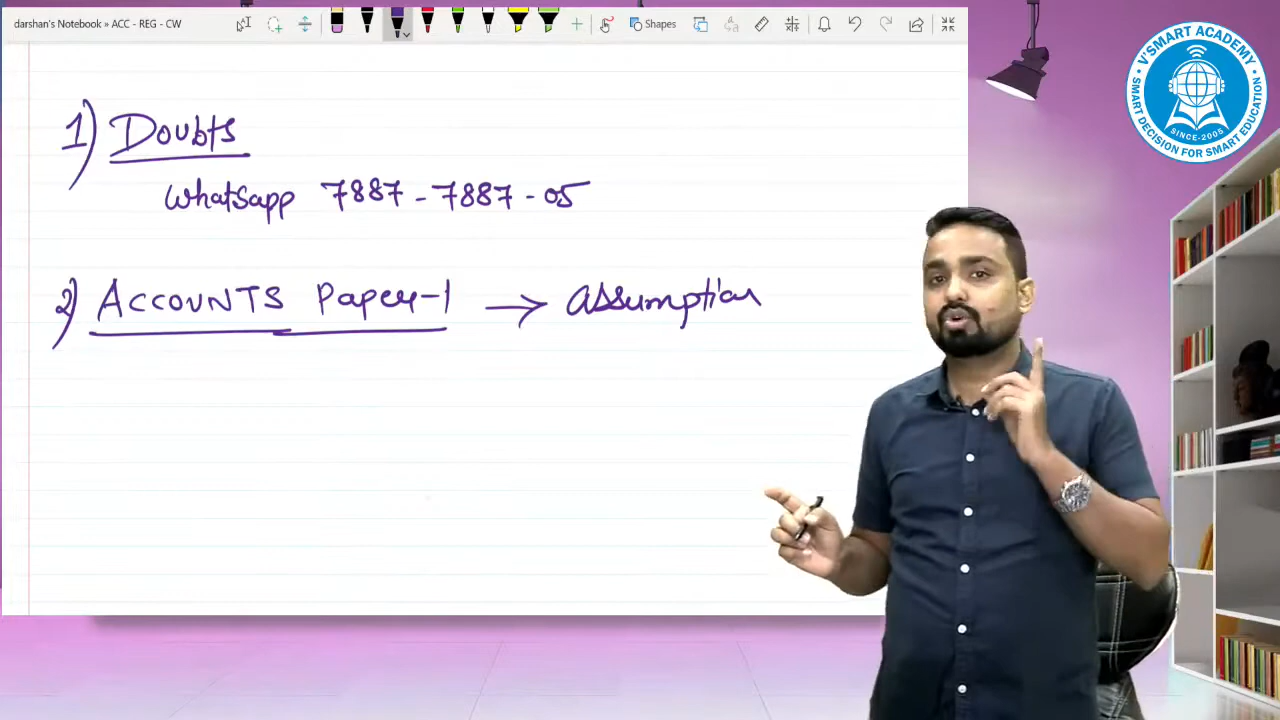 darshan's Notebook » ACC - REG - CW
Shapes
1) Doubts
Whatsapp 7887 - 7887 - 05
2) ACCOUNTS Paper-1 → assumption
V'SMART ACADEMY
SINCE-2005
SMART DECISION FOR SMART EDUCATION